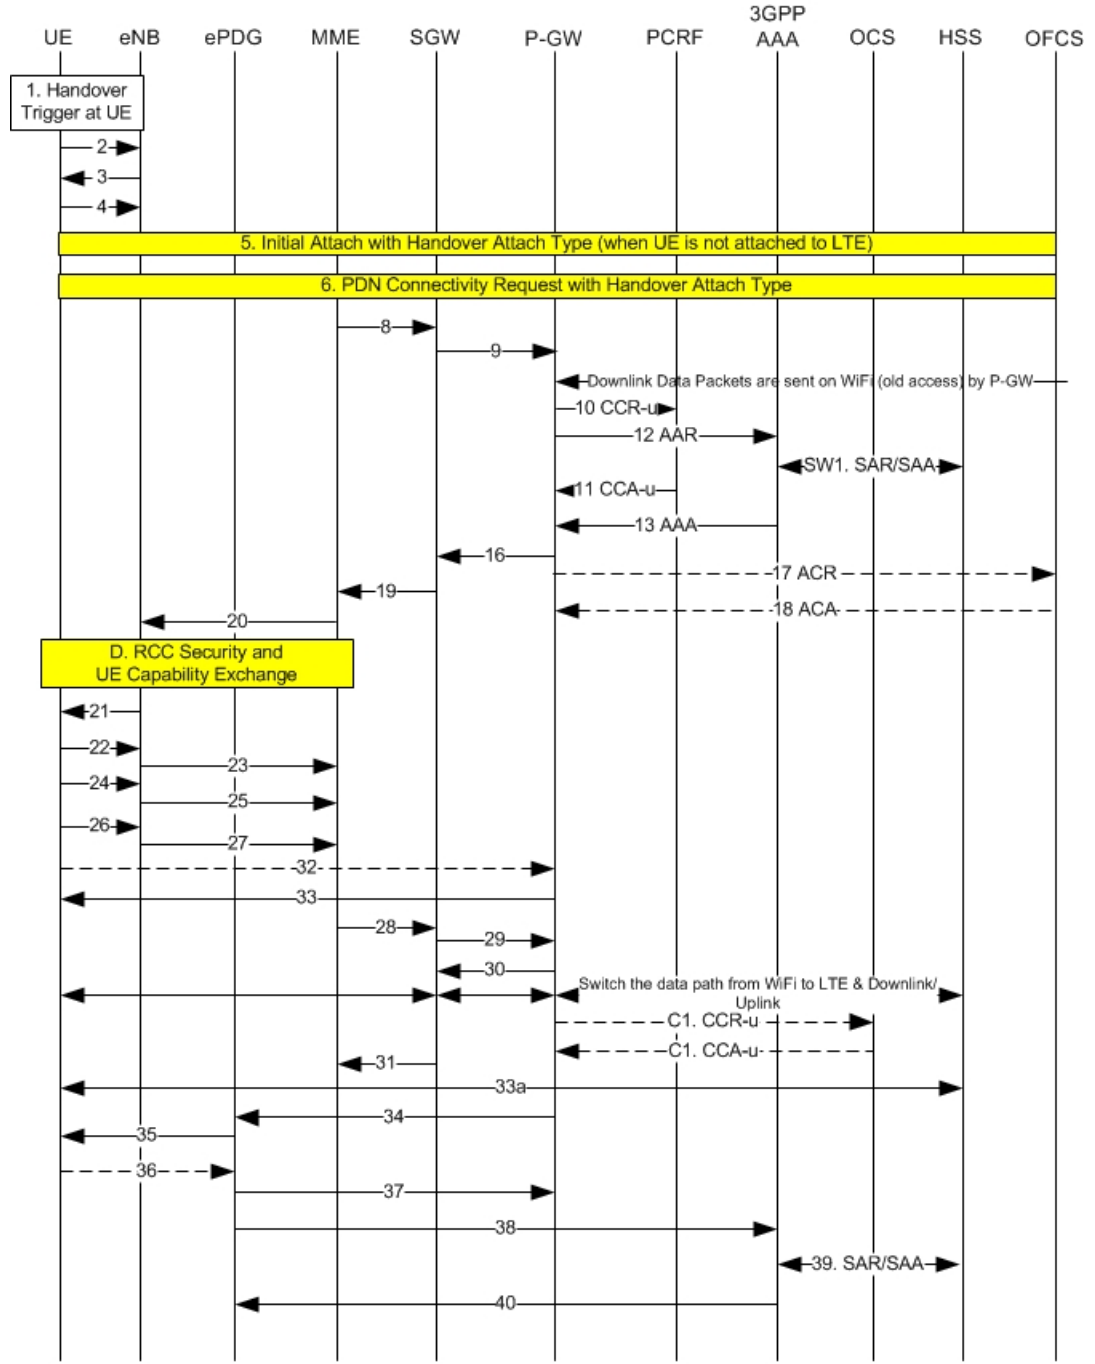 3GPP
UE eNB ePDG MME SGW P-GW PCRF AAA OCS HSS OFCS
1. Handover
Trigger at UE
2
3
4
5. Initial Attach with Handover Attach Type (when UE is not attached to LTE)
6. PDN Connectivity Request with Handover Attach Type
8
9
Downlink Data Packets are sent on WiFi (old access) by P-GW
10 CCR-u
12 AAR
SW1. SAR/SAA
11 CCA-u
13 AAA
16
17 ACR
19
18 ACA
20
D. RCC Security and
UE Capability Exchange
21
22
23
24
25
26
27
32
33
28
29
30
Switch the data path from WiFi to LTE & Downlink/
Uplink
C1. CCR-u
C1. CCA-u
31
33a
34
35
36
37
38
39. SAR/SAA
40